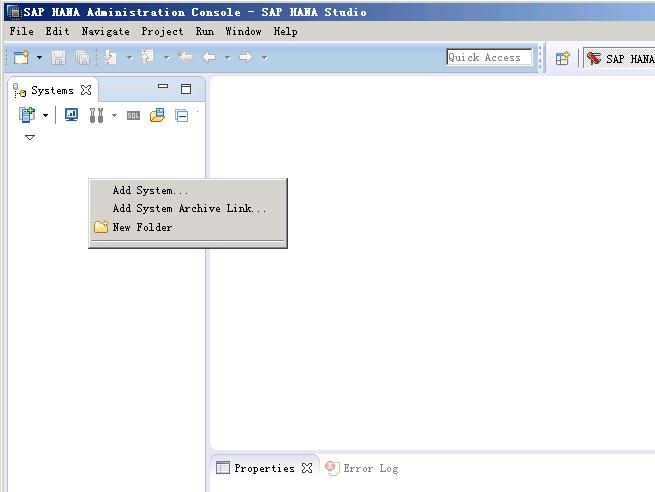 SAP HANA Administration Console - SAP HANA Studio
File Edit Navigate Project Run Window Help
Quick Access
SAP HANA
Systems
SQL
Add System...
Add System Archive Link...
New Folder
Properties
Error Log